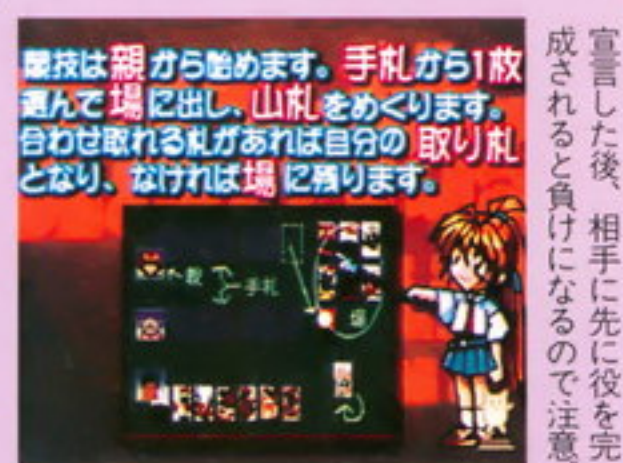 宣言した後、相手に先に役を完
成されると負けになるので注意
競技は親から始めます。手札から1枚
選んで場に出し、山札をめくります。
合わせ取れる札があれば自分の取り札
となり、なければ場に残ります。
親
手札
場